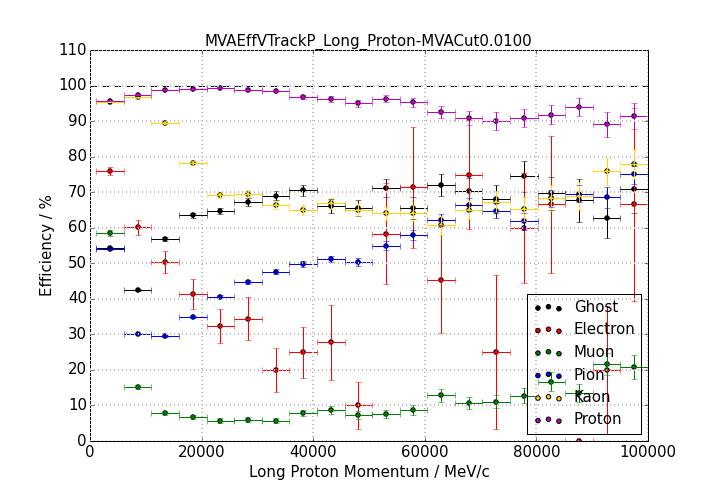 MVAEffVTrackP_Long_Proton-MVACut0.0100
110
100
90
80
70
60
50
40
30
20
10
0
Efficiency / %
Ghost
Electron
Muon
Pion
Kaon
Proton
0 20000 40000 60000 80000 100000
Long Proton Momentum / MeV/c